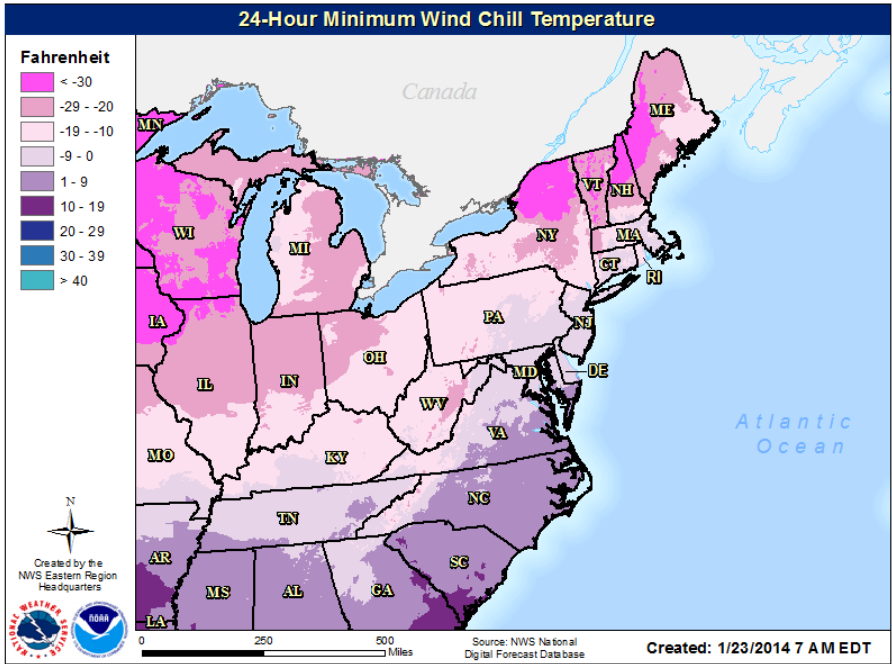 24-Hour Minimum Wind Chill Temperature
Fahrenheit
< -30
-29 - -20
-19 - -10
-9 - 0
1 - 9
10 - 19
20 - 29
30 - 39
> 40
Canada
MN
ME
WI
MI
VT
NH
NY
MA
CT
RI
IA
PA
NJ
OH
IL
IN
MD
DE
WV
VA
MO
KY
Atlantic
Ocean
NC
TN
AR
SC
MS
AL
GA
LA
N
Created by the
NWS Eastern Region
Headquarters
NATIONAL WEATHER SERVICE
NOAA
0
250
500
Miles
Source: NWS National
Digital Forecast Database
Created: 1/23/2014 7 AM EDT